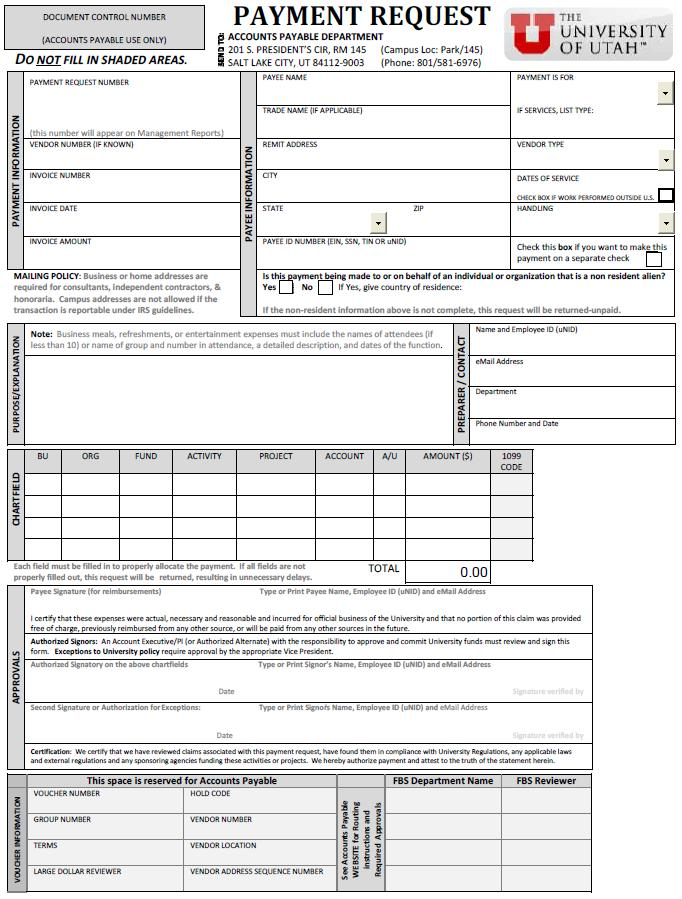 DOCUMENT CONTROL NUMBER
(ACCOUNTS PAYABLE USE ONLY)
DO NOT FILL IN SHADED AREAS.
PAYMENT REQUEST
SEND TO:
ACCOUNTS PAYABLE DEPARTMENT
201 S. PRESIDENT'S CIR, RM 145 (Campus Loc: Park/145)
SALT LAKE CITY, UT 84112-9003 (Phone: 801/581-6976)
THE
UNIVERSITY
OF UTAH™
PAYMENT INFORMATION
PAYMENT REQUEST NUMBER
(this number will appear on Management Reports)
VENDOR NUMBER (IF KNOWN)
INVOICE NUMBER
INVOICE DATE
INVOICE AMOUNT
PAYEE INFORMATION
PAYEE NAME
PAYMENT IS FOR
TRADE NAME (IF APPLICABLE)
IF SERVICES, LIST TYPE:
REMIT ADDRESS
VENDOR TYPE
CITY
DATES OF SERVICE
CHECK BOX IF WORK PERFORMED OUTSIDE U.S.
STATE ZIP
HANDLING
PAYEE ID NUMBER (EIN, SSN, TIN OR uNID)
Check this box if you want to make this
payment on a separate check
MAILING POLICY: Business or home addresses are
required for consultants, independent contractors, &
honoraria. Campus addresses are not allowed if the
transaction is reportable under IRS guidelines.
Is this payment being made to or on behalf of an individual or organization that is a non resident alien?
Yes No If Yes, give country of residence:
If the non-resident information above is not complete, this request will be returned-unpaid.
PURPOSE/EXPLANATION
Note: Business meals, refreshments, or entertainment expenses must include the names of attendees (if
less than 10) or name of group and number in attendance, a detailed description, and dates of the function.
PREPARER / CONTACT
Name and Employee ID (uNID)
eMail Address
Department
Phone Number and Date
CHARTFIELD
BU ORG FUND ACTIVITY PROJECT ACCOUNT A/U AMOUNT ($) 1099
CODE
Each field must be filled in to properly allocate the payment. If all fields are not
properly filled out, this request will be returned, resulting in unnecessary delays.
TOTAL 0.00
APPROVALS
Payee Signature (for reimbursements) Type or Print Payee Name, Employee ID (uNID) and eMail Address
I certify that these expenses were actual, necessary and reasonable and incurred for official business of the University and that no portion of this claim was provided
free of charge, previously reimbursed from any other source, or will be paid from any other sources in the future.
Authorized Signors: An Account Executive/PI (or Authorized Alternate) with the responsibility to approve and commit University funds must review and sign this
form. Exceptions to University policy require approval by the appropriate Vice President.
Authorized Signatory on the above chartfields Type or Print Signor's Name, Employee ID (uNID) and eMail Address
Date Signature verified by
Second Signature or Authorization for Exceptions: Type or Print Signor's Name, Employee ID (uNID) and eMail Address
Date Signature verified by
Certification: We certify that we have reviewed claims associated with this payment request, have found them in compliance with University Regulations, any applicable laws
and external regulations and any sponsoring agencies funding these activities/or projects. We hereby authorize payment and attest to the truth of the statement herein.
VOUCHER INFORMATION
This space is reserved for Accounts Payable
VOUCHER NUMBER HOLD CODE
GROUP NUMBER VENDOR NUMBER
TERMS VENDOR LOCATION
LARGE DOLLAR REVIEWER VENDOR ADDRESS SEQUENCE NUMBER
See Accounts Payable
WEBSITE for Routing
instructions and
Required Approvals
FBS Department Name FBS Reviewer